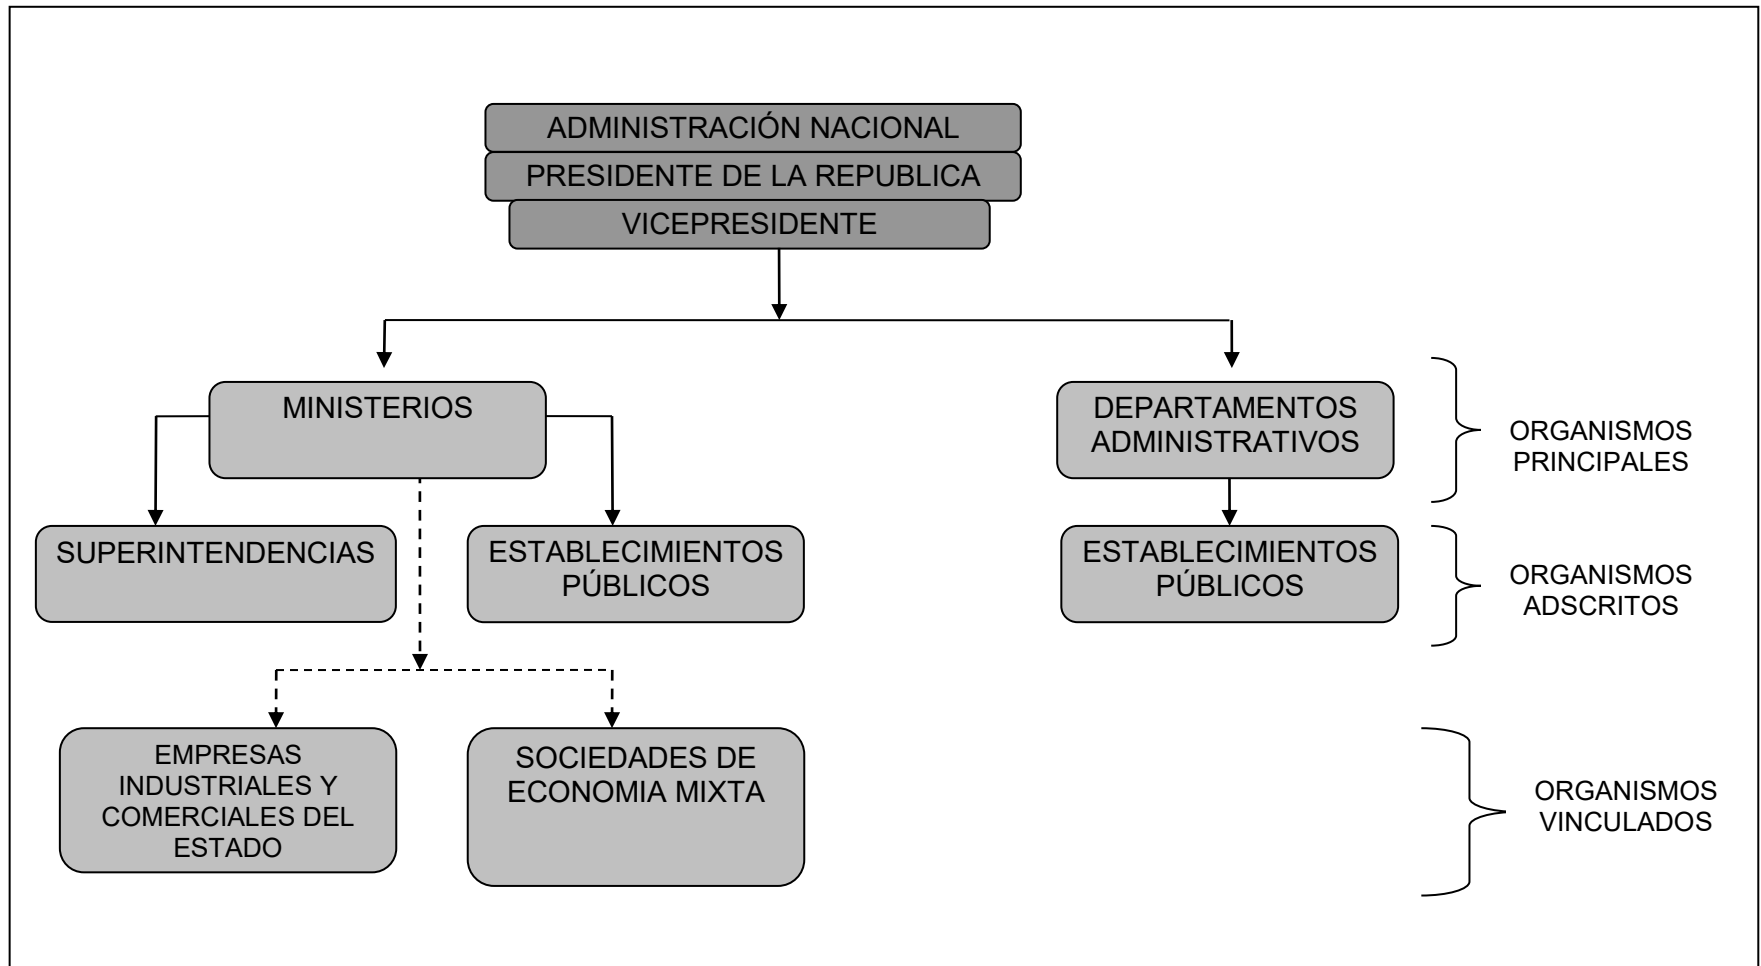 ADMINISTRACIÓN NACIONAL
PRESIDENTE DE LA REPUBLICA
VICEPRESIDENTE
MINISTERIOS
DEPARTAMENTOS
ADMINISTRATIVOS
ORGANISMOS
PRINCIPALES
SUPERINTENDENCIAS
ESTABLECIMIENTOS
PÚBLICOS
ESTABLECIMIENTOS
PÚBLICOS
ORGANISMOS
ADSCRITOS
EMPRESAS
INDUSTRIALES Y
COMERCIALES DEL
ESTADO
SOCIEDADES DE
ECONOMIA MIXTA
ORGANISMOS
VINCULADOS